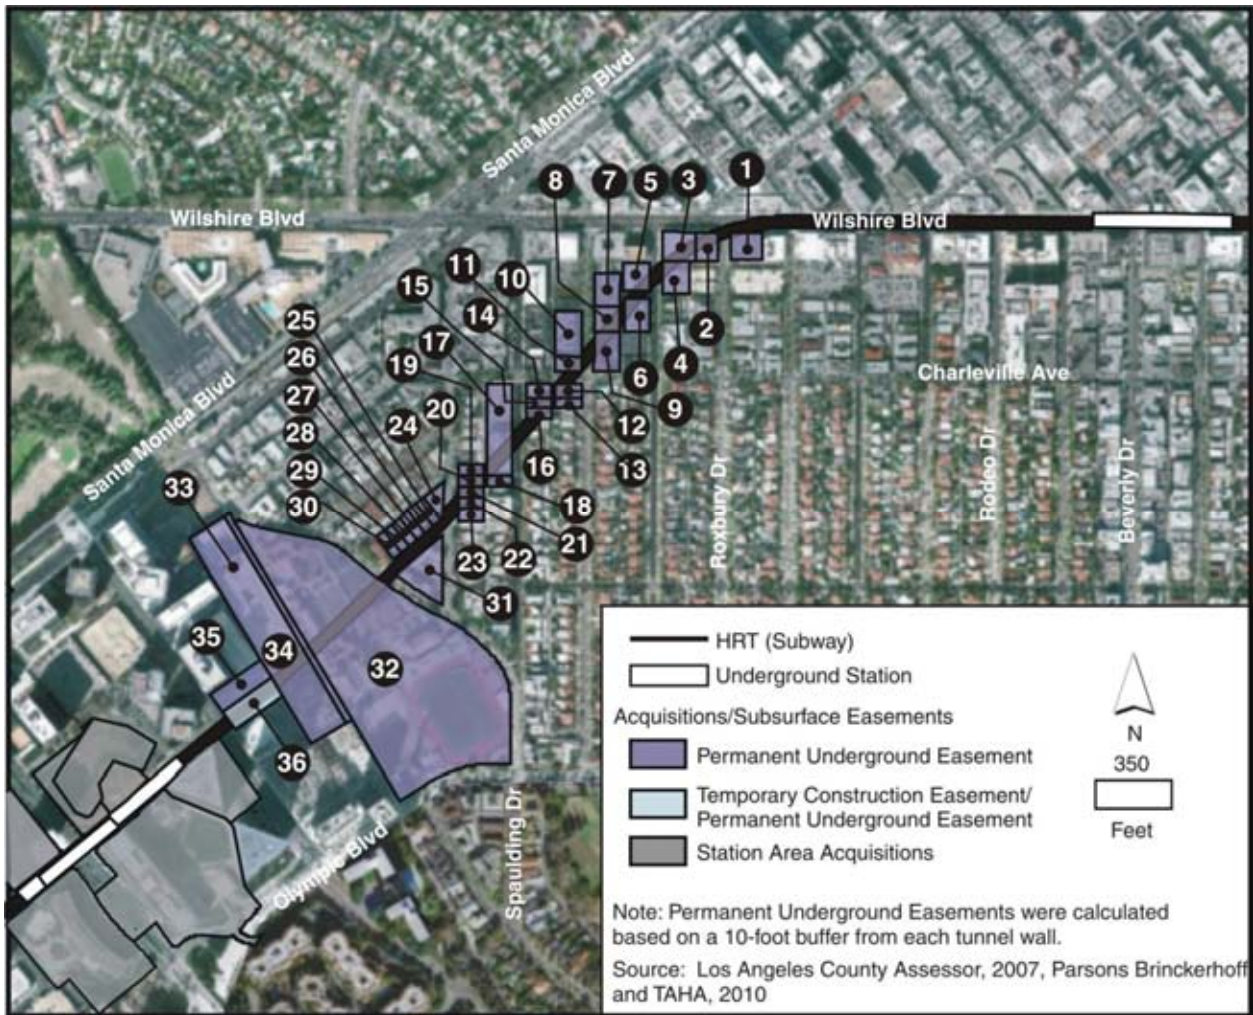 Santa Monica Blvd
Wilshire Blvd
Wilshire Blvd
8
7
5
3
1
11
10
15
14
17
19
25
26
27
28
29
30
20
24
2
4
6
9
12
13
16
18
21
22
23
31
33
35
34
32
36
Charleville Ave
Santa Monica Blvd
Roxbury Dr
Rodeo Dr
Beverly Dr
Spaulding Dr
Olympic Blvd
HRT (Subway)
Underground Station
Acquisitions/Subsurface Easements
Permanent Underground Easement
Temporary Construction Easement/
Permanent Underground Easement
Station Area Acquisitions
N
350
Feet
Note: Permanent Underground Easements were calculated
based on a 10-foot buffer from each tunnel wall.
Source: Los Angeles County Assessor, 2007, Parsons Brinckerhoff
and TAHA, 2010